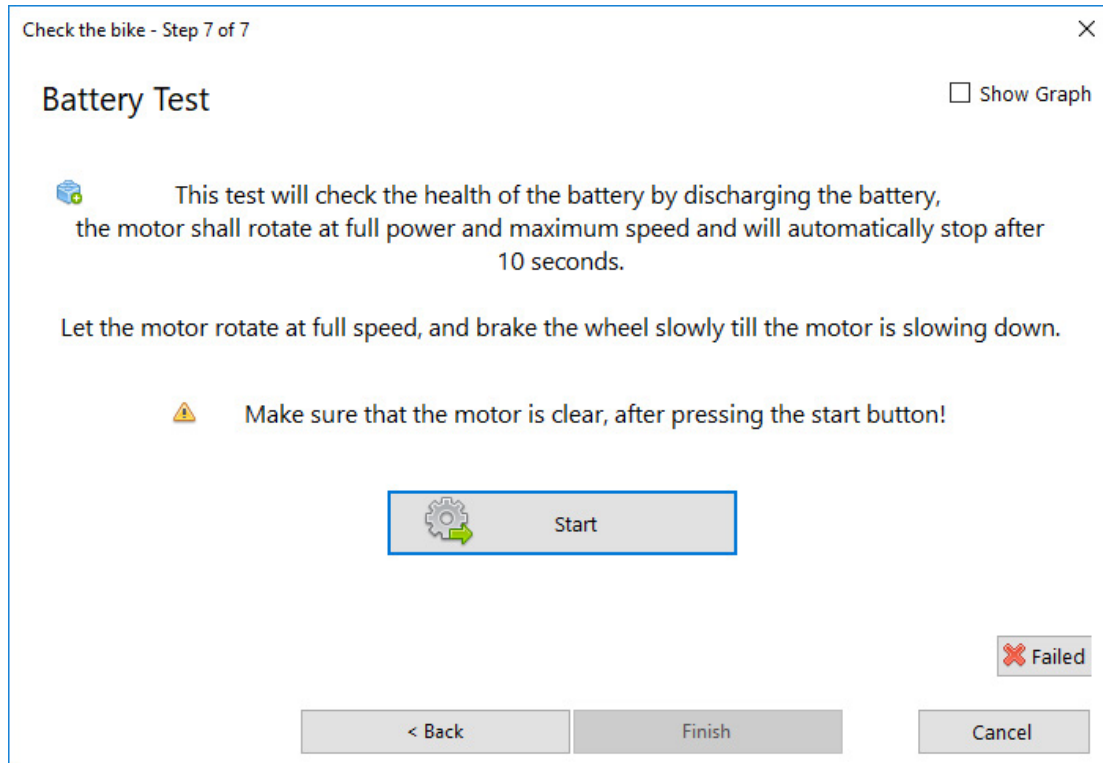 Check the bike - Step 7 of 7
Battery Test
Show Graph
This test will check the health of the battery by discharging the battery,
the motor shall rotate at full power and maximum speed and will automatically stop after
10 seconds.
Let the motor rotate at full speed, and brake the wheel slowly till the motor is slowing down.
Make sure that the motor is clear, after pressing the start button!
Start
Failed
< Back
Finish
Cancel